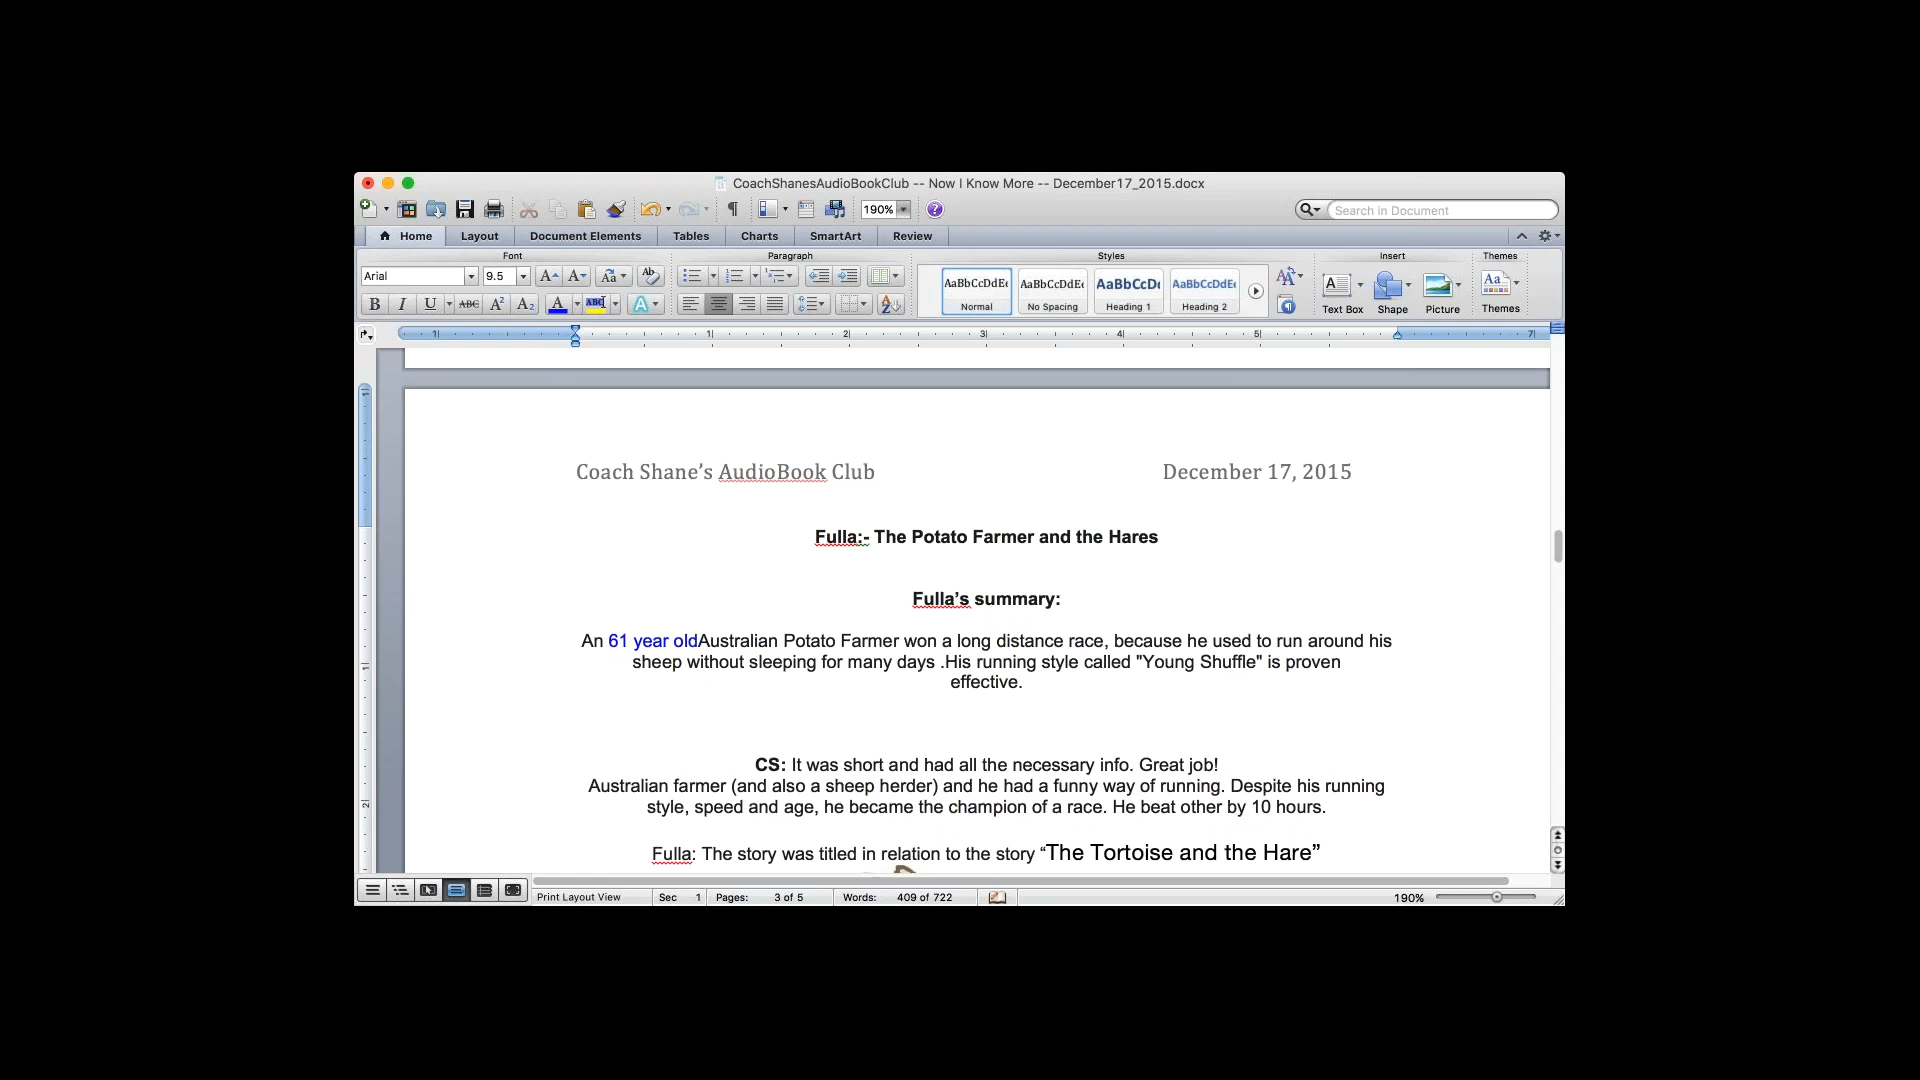 CoachShanesAudioBookClub -- Now I Know More -- December17_2015.docx
190%
Search in Document
Home Layout Document Elements Tables Charts SmartArt Review
Font Paragraph Styles Insert Themes
Arial 9.5
AaBbCcDdEe AaBbCcDdEe AaBbCcDc AaBbCcDdEe
Normal No Spacing Heading 1 Heading 2
Text Box Shape Picture Themes
Coach Shane’s AudioBook Club December 17, 2015
Fulla:- The Potato Farmer and the Hares
Fulla’s summary:
An 61 year oldAustralian Potato Farmer won a long distance race, because he used to run around his
sheep without sleeping for many days .His running style called "Young Shuffle" is proven
effective.
CS: It was short and had all the necessary info. Great job!
Australian farmer (and also a sheep herder) and he had a funny way of running. Despite his running
style, speed and age, he became the champion of a race. He beat other by 10 hours.
Fulla: The story was titled in relation to the story “The Tortoise and the Hare”
Print Layout View Sec 1 Pages: 3 of 5 Words: 409 of 722 190%